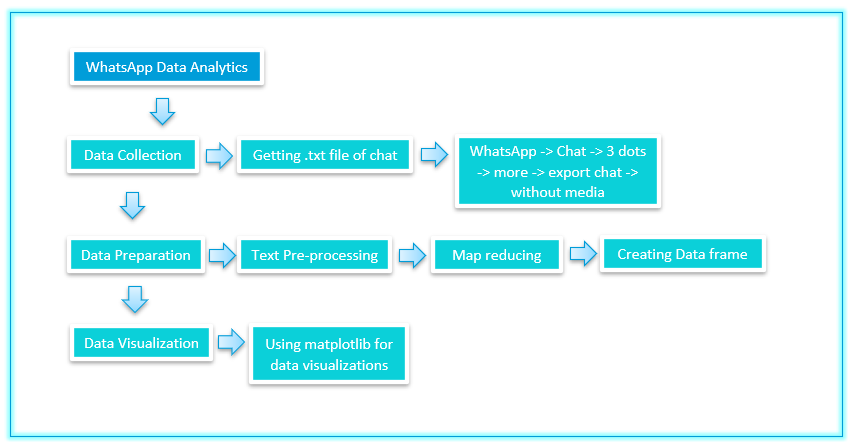 WhatsApp Data Analytics
Data Collection
Getting .txt file of chat
WhatsApp -> Chat -> 3 dots
-> more -> export chat ->
without media
Data Preparation
Text Pre-processing
Map reducing
Creating Data frame
Data Visualization
Using matplotlib for
data visualizations